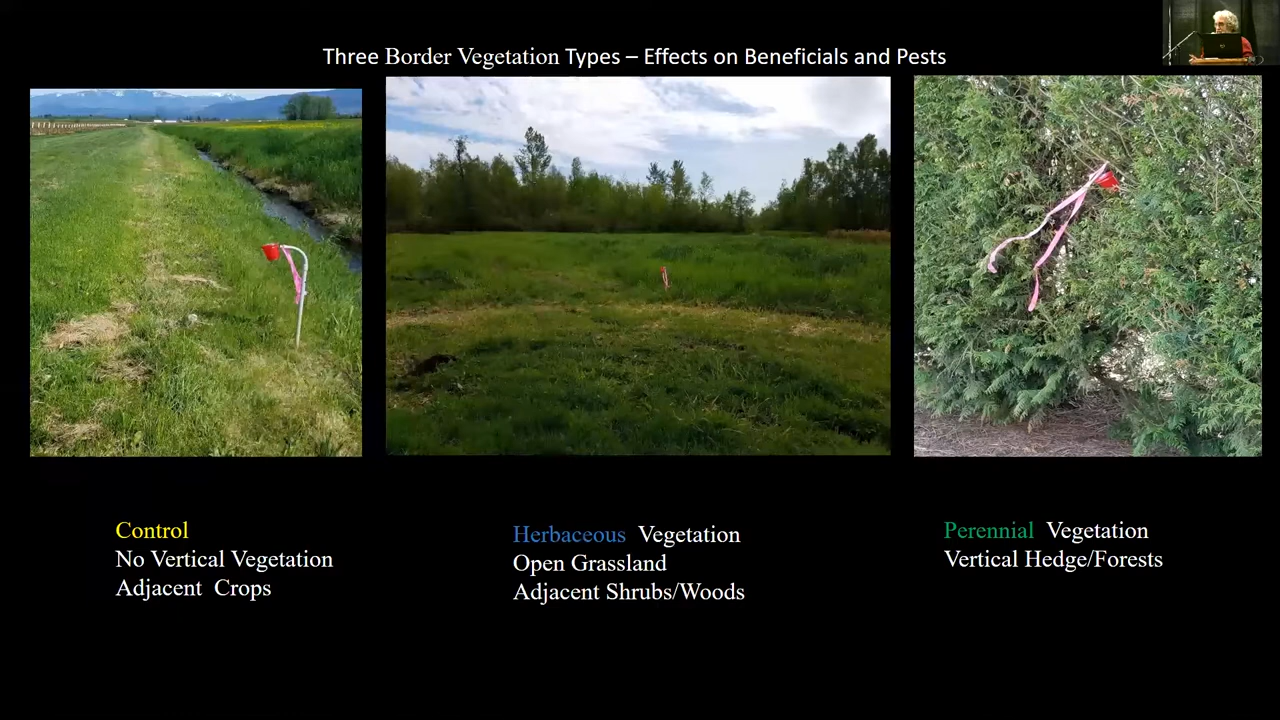 Three Border Vegetation Types – Effects on Beneficials and Pests
Control
No Vertical Vegetation
Adjacent Crops
Herbaceous Vegetation
Open Grassland
Adjacent Shrubs/Woods
Perennial Vegetation
Vertical Hedge/Forests